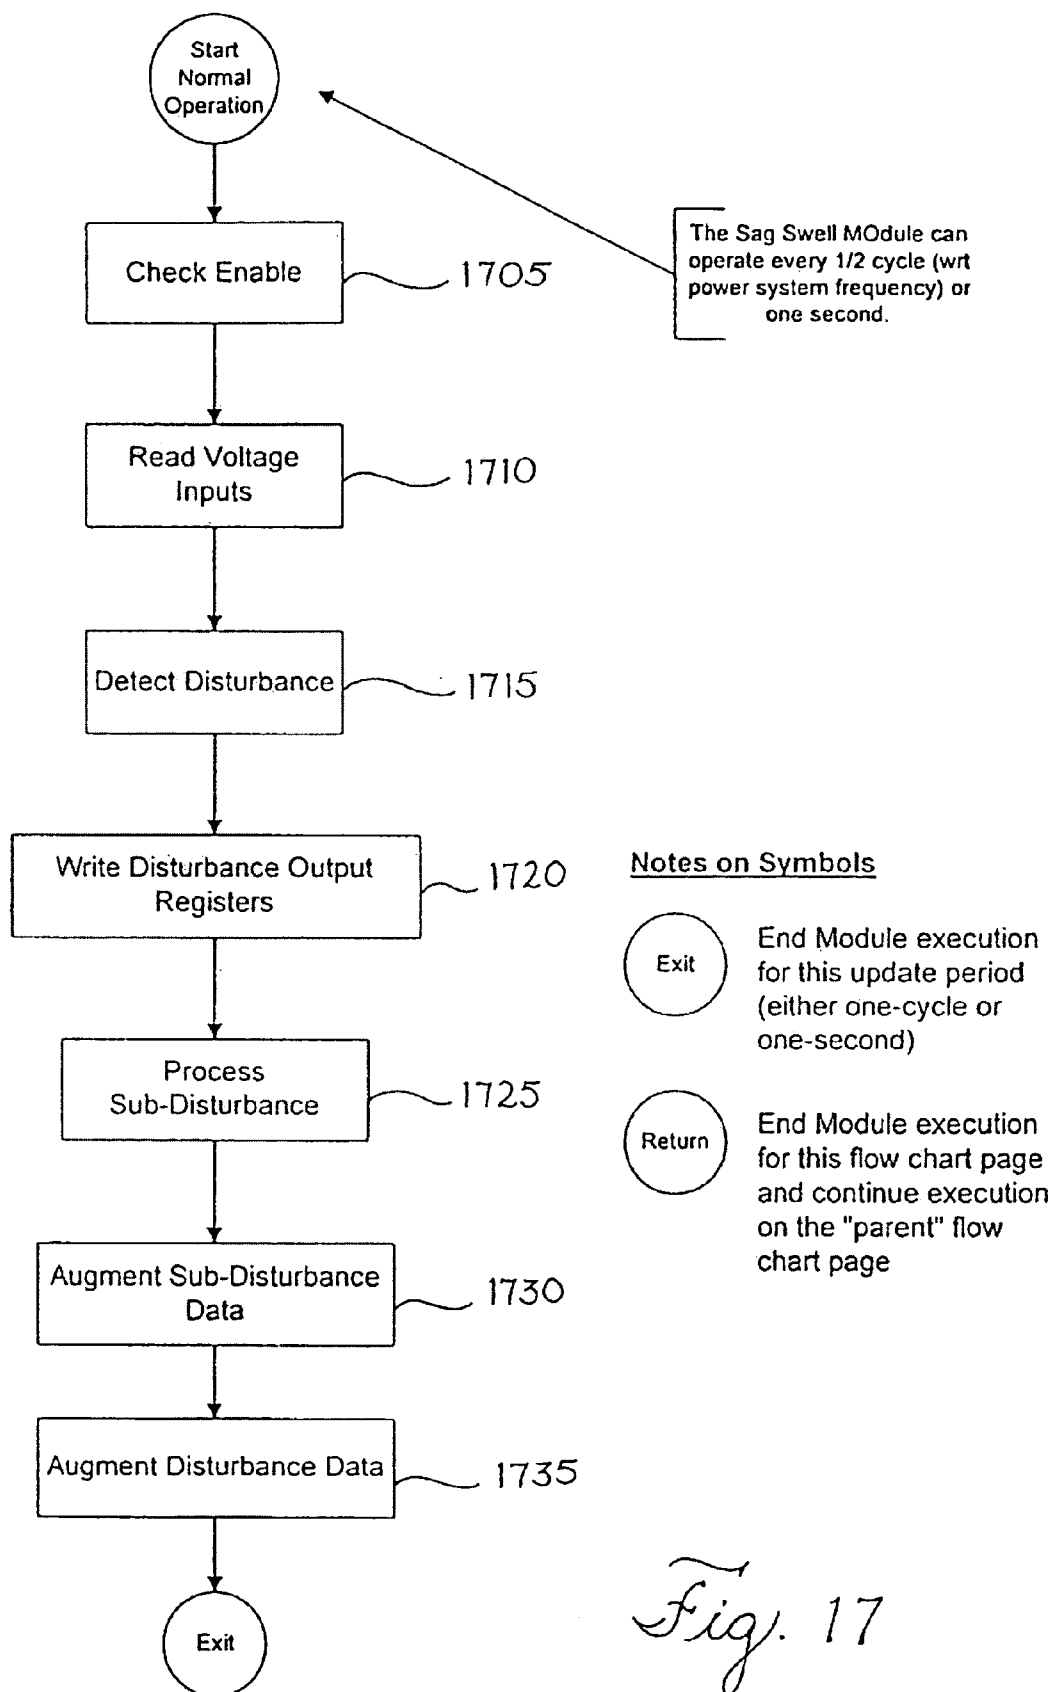 Start
Normal
Operation
The Sag Swell MOdule can
operate every 1/2 cycle (wrt
power system frequency) or
one second.
Check Enable
1705
Read Voltage
Inputs
1710
Detect Disturbance
1715
Write Disturbance Output
Registers
1720
Process
Sub-Disturbance
1725
Augment Sub-Disturbance
Data
1730
Augment Disturbance Data
1735
Exit
Notes on Symbols
Exit
End Module execution
for this update period
(either one-cycle or
one-second)
Return
End Module execution
for this flow chart page
and continue execution
on the "parent" flow
chart page
Fig. 17